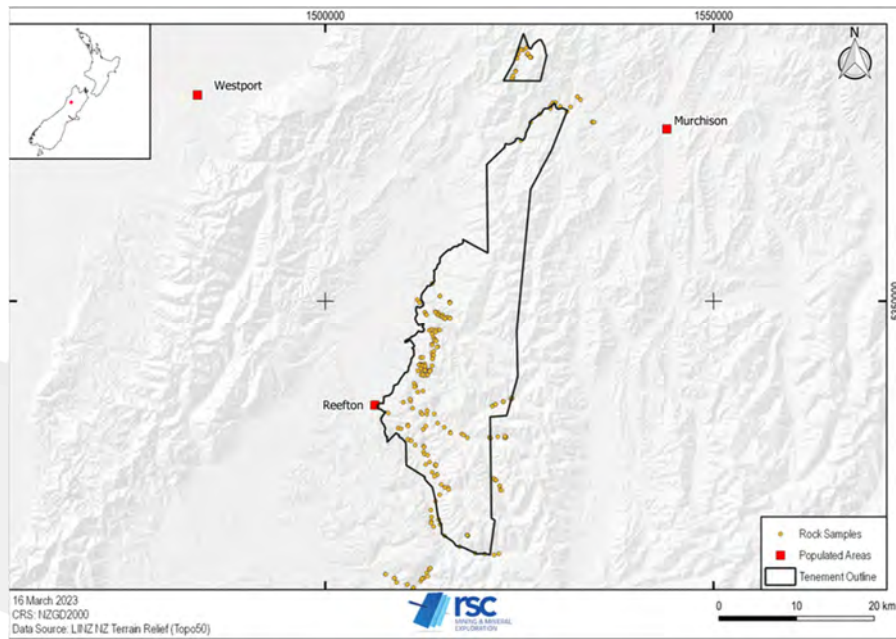 1500000
1550000
N
Westport
Murchison
Reefton
Rock Samples
Populated Areas
Tenement Outline
16 March 2023
CRS: NZGD2000
Data Source: LINZ NZ Terrain Relief (Topo50)
rsc
MINING & MINERAL
EXPLORATION
0 10 20 km